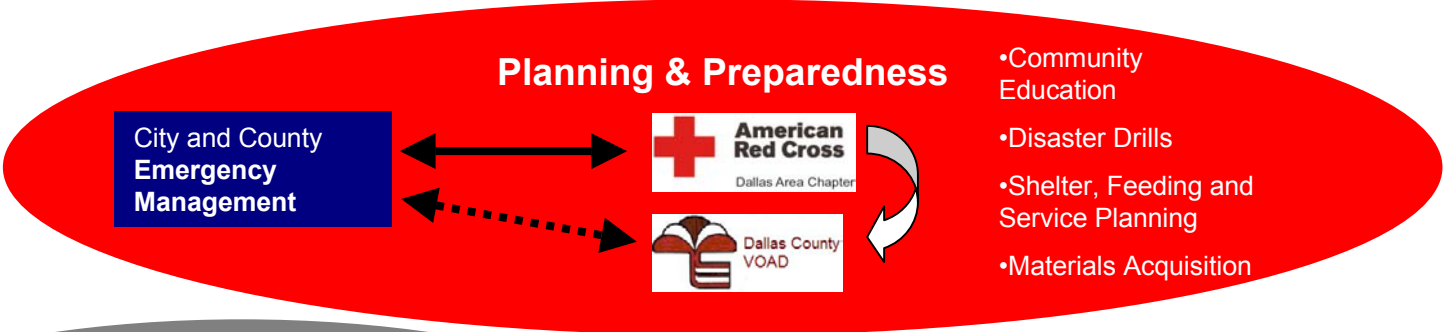 Planning & Preparedness
City and County
Emergency
Management
American
Red Cross
Dallas Area Chapter
Dallas County
VOAD
•Community
Education
•Disaster Drills
•Shelter, Feeding and
Service Planning
•Materials Acquisition